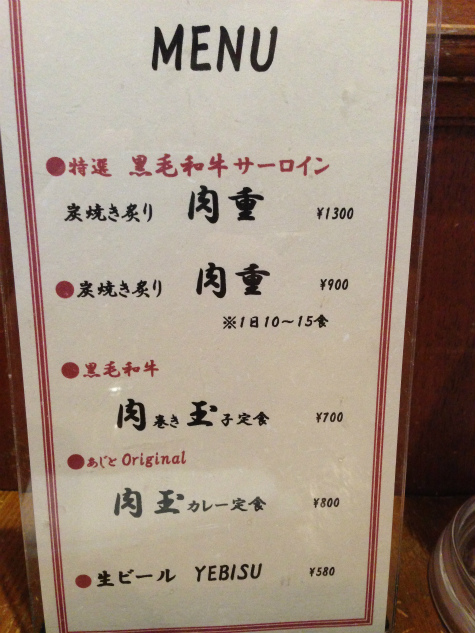 MENU
●特選 黒毛和牛サーロイン
炭焼き炙り 肉重 ¥1300
●炭焼き炙り 肉重 ¥900
※1日10〜15食
●黒毛和牛
肉巻き玉子定食 ¥700
●あじと Original
肉玉カレー定食 ¥800
●生ビール YEBISU ¥580